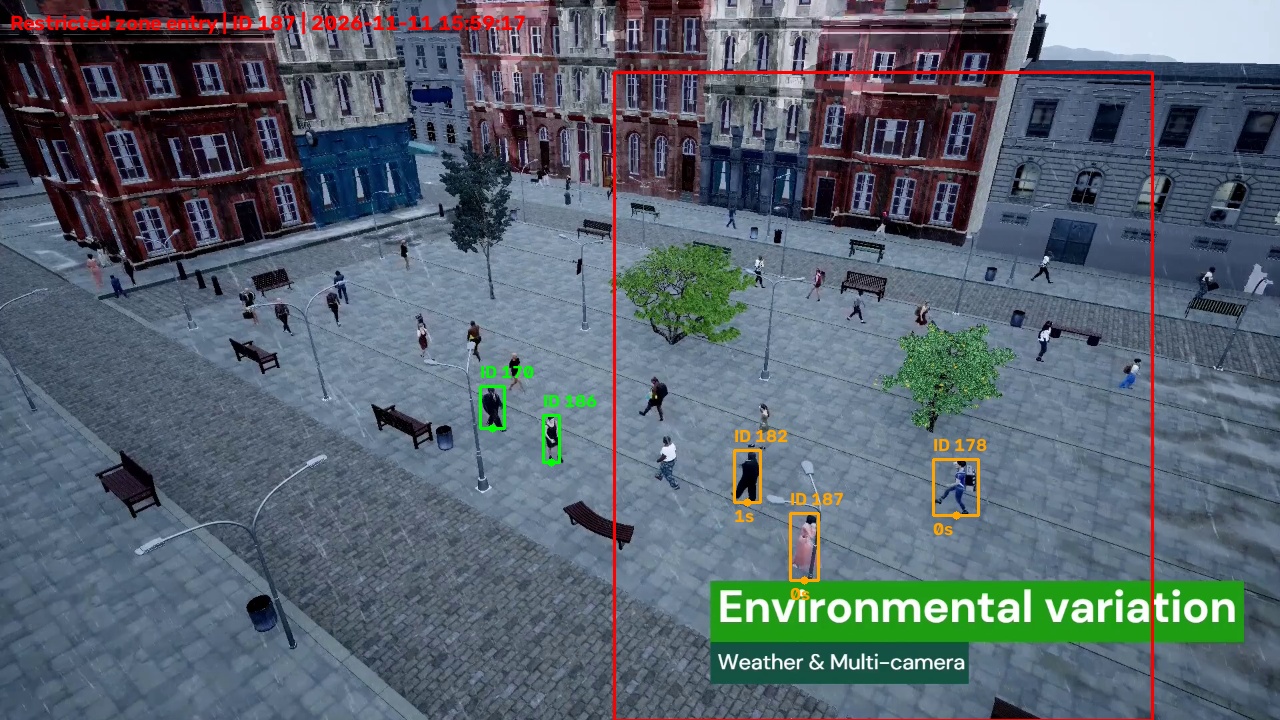 Restricted zone entry | ID 187 | 2026-11-11 15:59:17
ID 170
ID 186
ID 182
1s
ID 187
0s
ID 178
0s
Environmental variation
Weather & Multi-camera